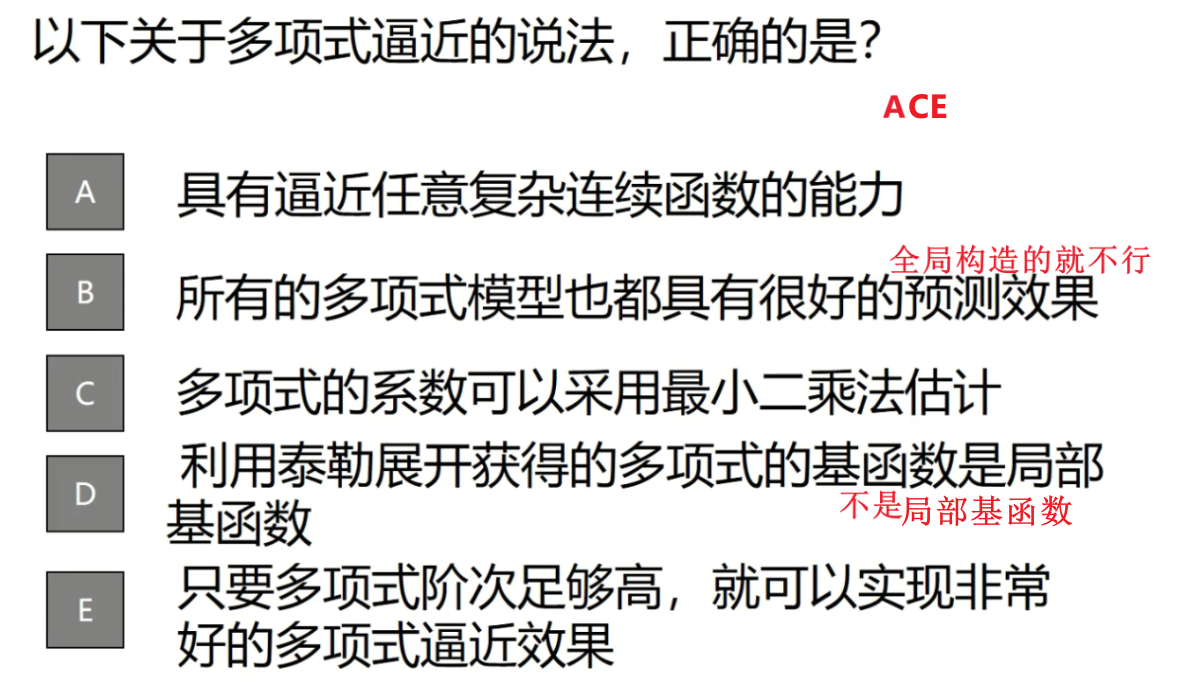 以下关于多项式逼近的说法，正确的是？
ACE
A
具有逼近任意复杂连续函数的能力
全局构造的就不行
B
所有的多项式模型也都具有很好的预测效果
C
多项式的系数可以采用最小二乘法估计
D
利用泰勒展开获得的多项式的基函数是局部
基函数
不是局部基函数
E
只要多项式阶次足够高，就可以实现非常
好的多项式逼近效果